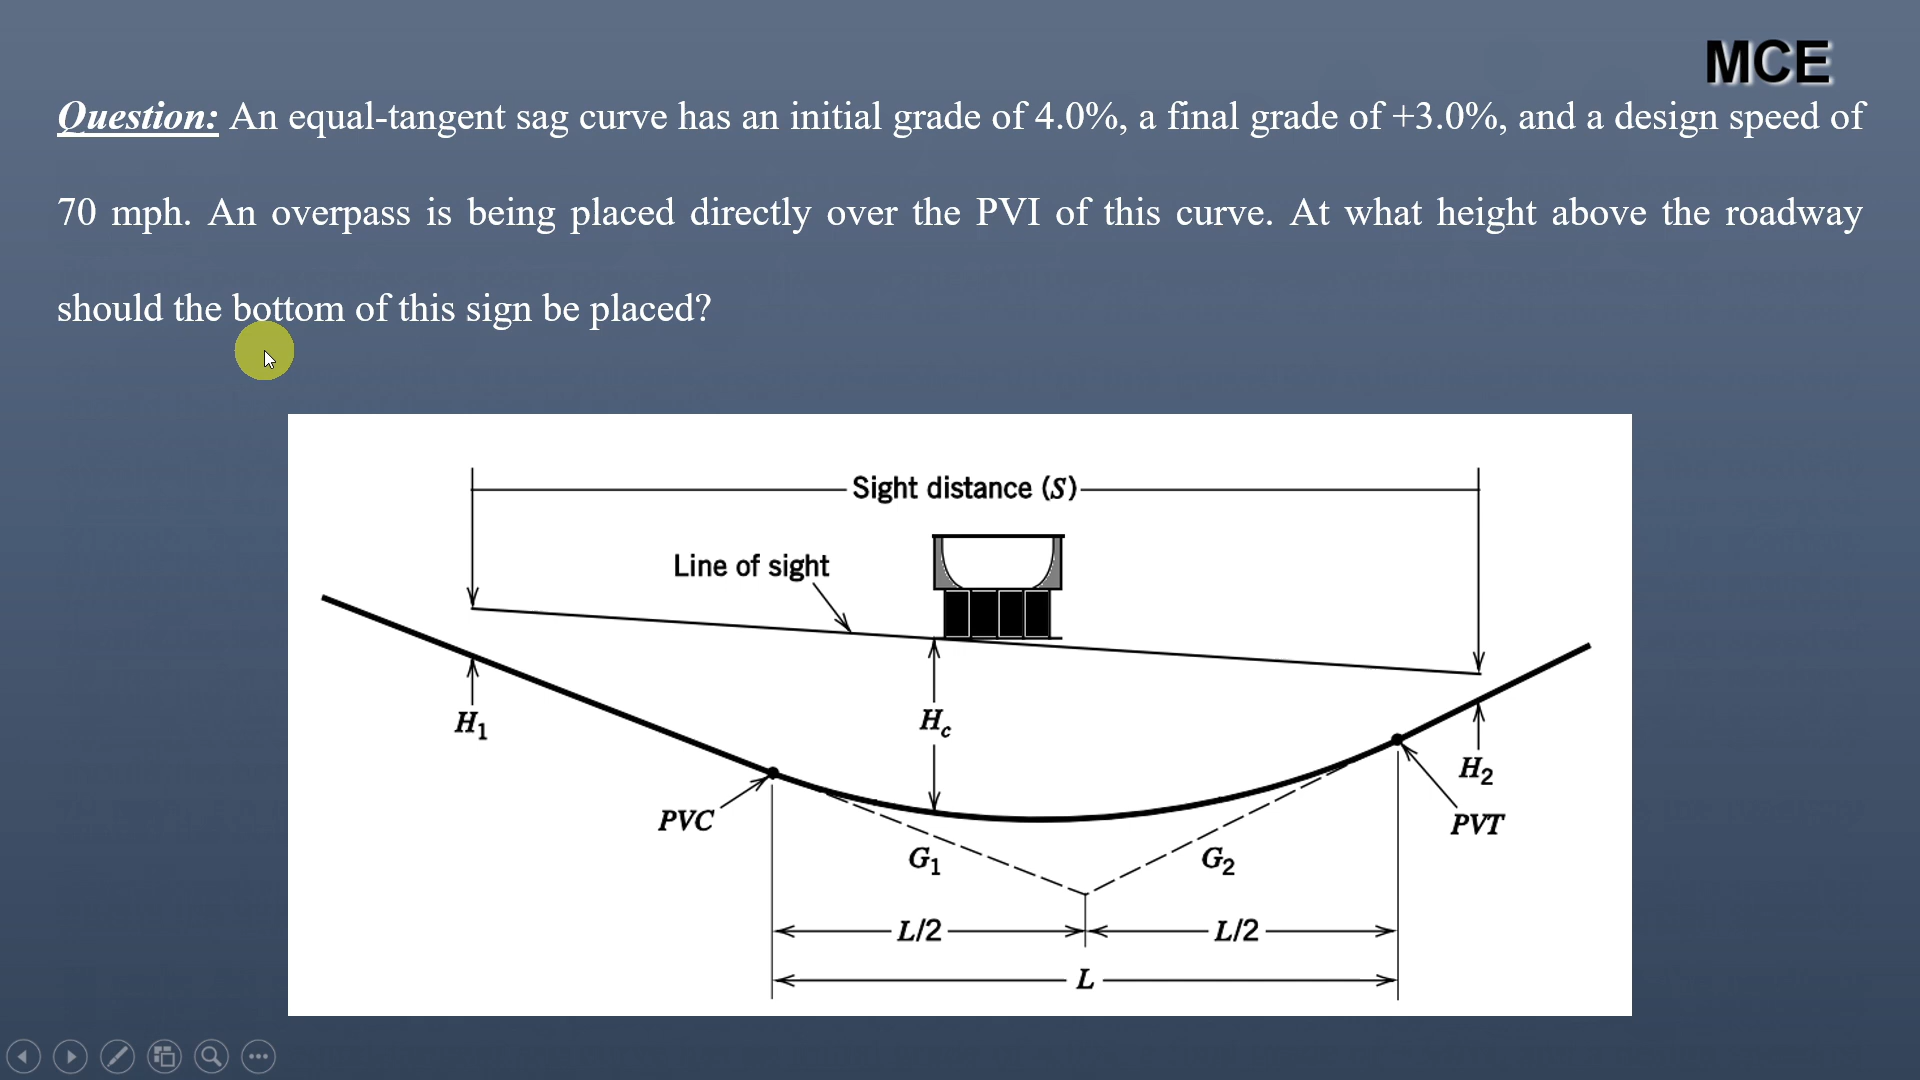 MCE
Question: An equal-tangent sag curve has an initial grade of 4.0%, a final grade of +3.0%, and a design speed of
70 mph. An overpass is being placed directly over the PVI of this curve. At what height above the roadway
should the bottom of this sign be placed?
Sight distance (S)
Line of sight
H1
Hc
H2
PVC
PVT
G1
G2
L/2
L/2
L